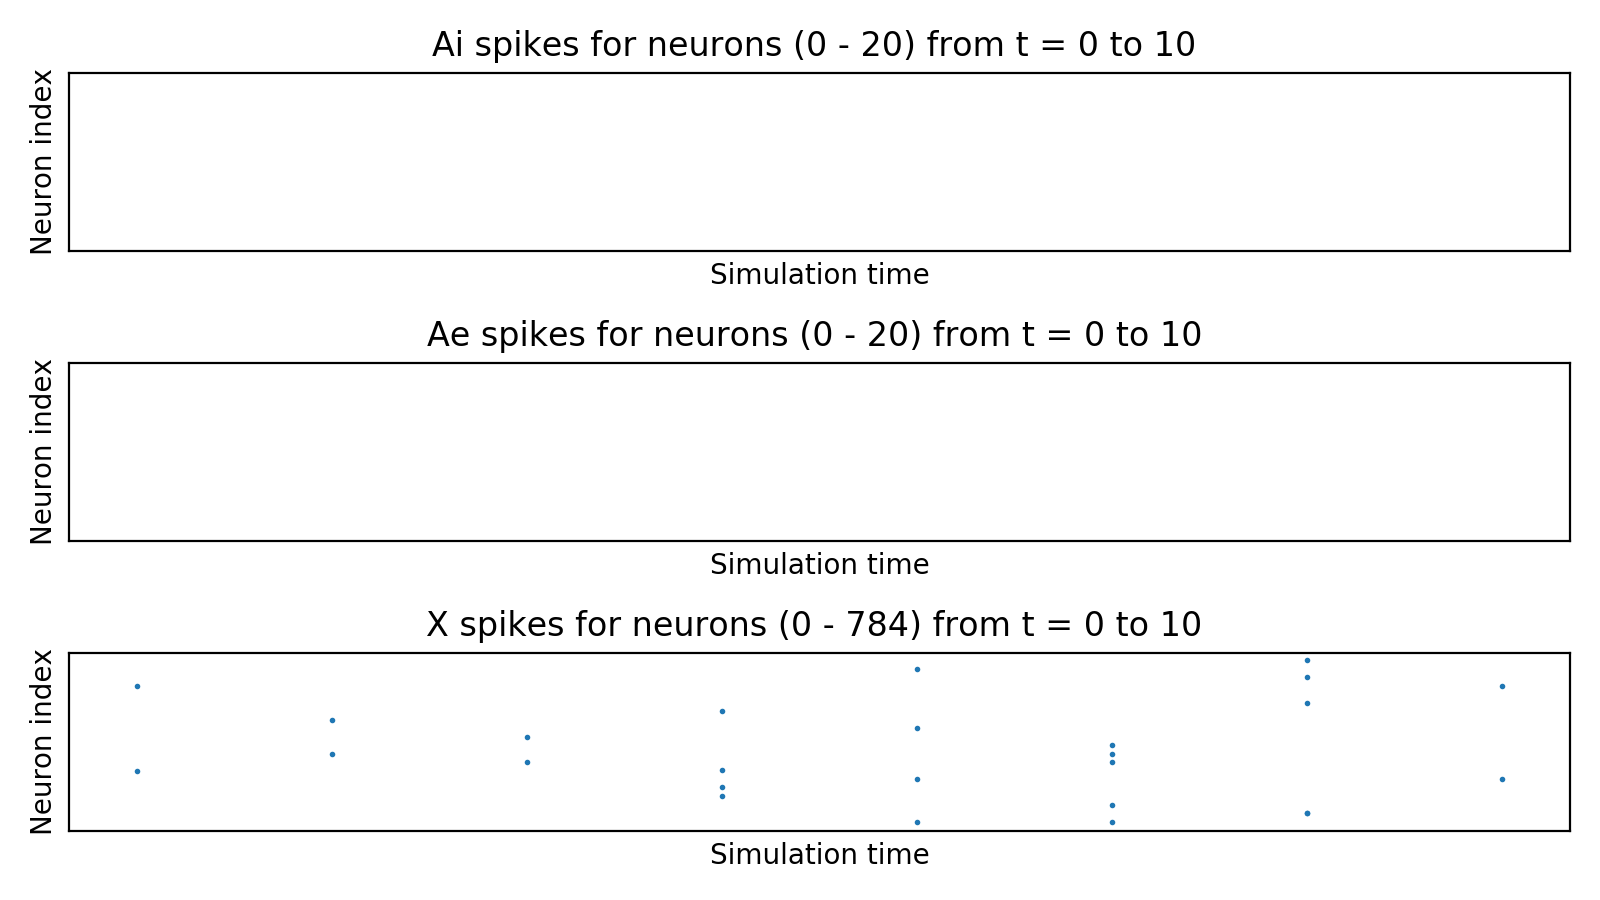 Ai spikes for neurons (0 - 20) from t = 0 to 10
Neuron index
Simulation time
Ae spikes for neurons (0 - 20) from t = 0 to 10
Neuron index
Simulation time
X spikes for neurons (0 - 784) from t = 0 to 10
Neuron index
Simulation time